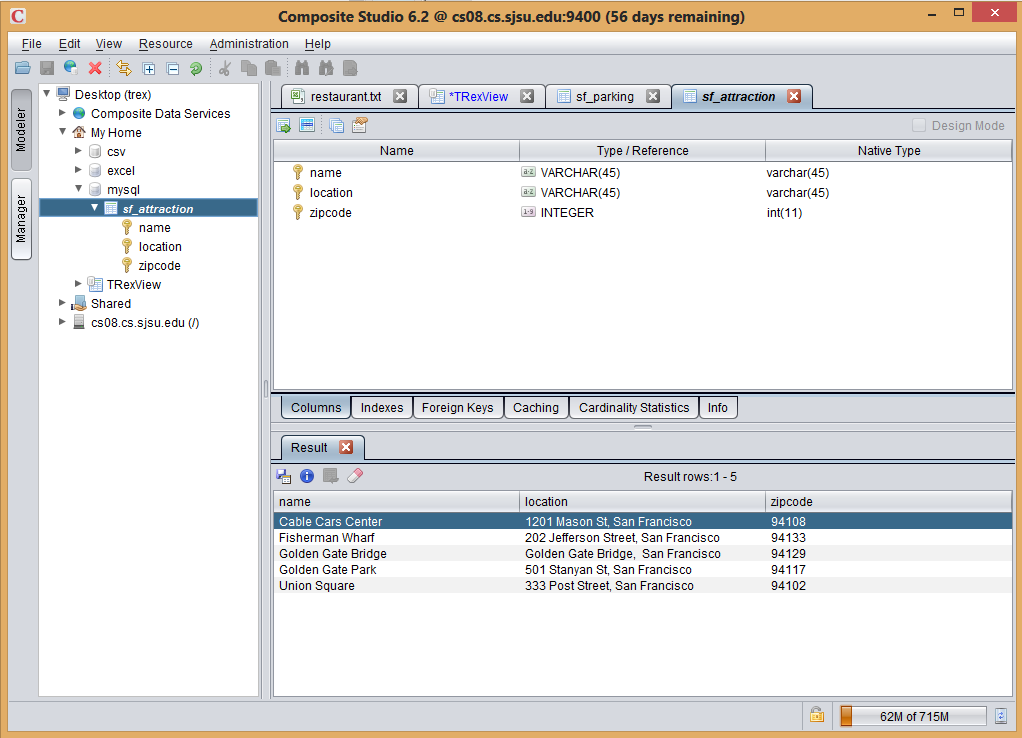 C Composite Studio 6.2 @ cs08.cs.sjsu.edu:9400 (56 days remaining)
File Edit View Resource Administration Help
Modeler
Manager
Desktop (trex)
Composite Data Services
My Home
csv
excel
mysql
sf_attraction
name
location
zipcode
TRexView
Shared
cs08.cs.sjsu.edu (/)
restaurant.txt *TRexView sf_parking sf_attraction
Design Mode
Name Type / Reference Native Type
name a-z VARCHAR(45) varchar(45)
location a-z VARCHAR(45) varchar(45)
zipcode 1-9 INTEGER int(11)
Columns Indexes Foreign Keys Caching Cardinality Statistics Info
Result
Result rows:1 - 5
name location zipcode
Cable Cars Center 1201 Mason St, San Francisco 94108
Fisherman Wharf 202 Jefferson Street, San Francisco 94133
Golden Gate Bridge Golden Gate Bridge, San Francisco 94129
Golden Gate Park 501 Stanyan St, San Francisco 94117
Union Square 333 Post Street, San Francisco 94102
62M of 715M